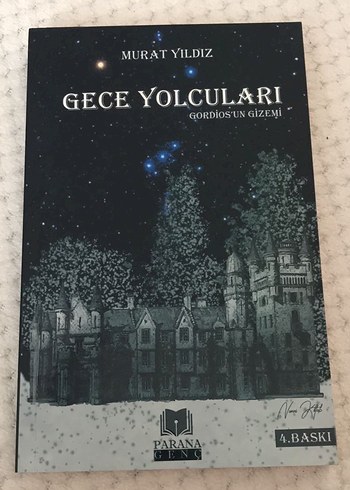 MURAT YILDIZ
GECE YOLCULARI
GORDİOS'UN GİZEMİ
PARANA
GENÇ
4.BASKI